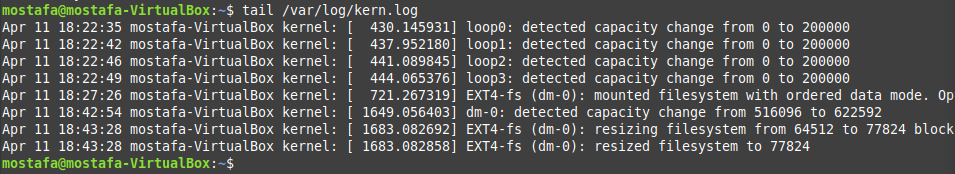 mostafa@mostafa-VirtualBox:~$ tail /var/log/kern.log
Apr 11 18:22:35 mostafa-VirtualBox kernel: [  430.145931] loop0: detected capacity change from 0 to 200000
Apr 11 18:22:42 mostafa-VirtualBox kernel: [  437.952180] loop1: detected capacity change from 0 to 200000
Apr 11 18:22:46 mostafa-VirtualBox kernel: [  441.089845] loop2: detected capacity change from 0 to 200000
Apr 11 18:22:49 mostafa-VirtualBox kernel: [  444.065376] loop3: detected capacity change from 0 to 200000
Apr 11 18:27:26 mostafa-VirtualBox kernel: [  721.267319] EXT4-fs (dm-0): mounted filesystem with ordered data mode. Op
Apr 11 18:42:54 mostafa-VirtualBox kernel: [ 1649.056403] dm-0: detected capacity change from 516096 to 622592
Apr 11 18:43:28 mostafa-VirtualBox kernel: [ 1683.082692] EXT4-fs (dm-0): resizing filesystem from 64512 to 77824 block
Apr 11 18:43:28 mostafa-VirtualBox kernel: [ 1683.082858] EXT4-fs (dm-0): resized filesystem to 77824
mostafa@mostafa-VirtualBox:~$